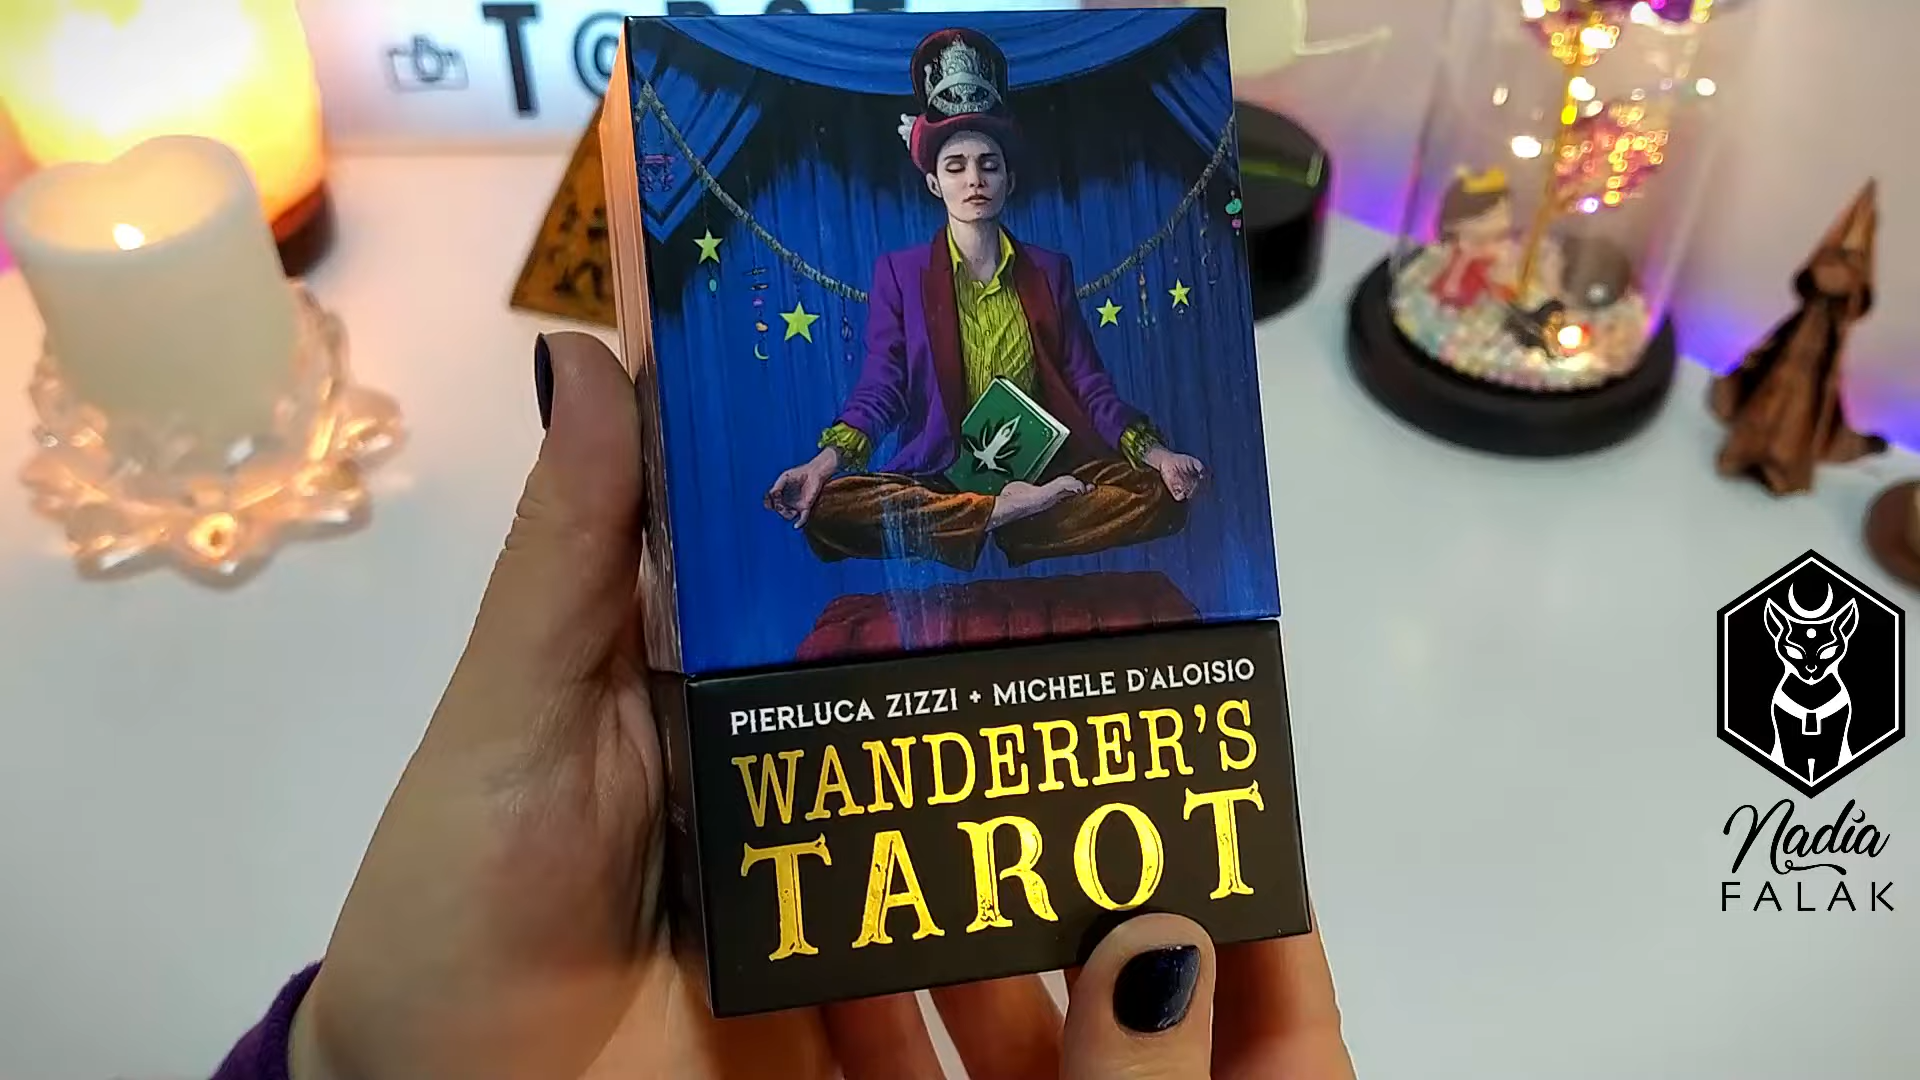 PIERLUCA ZIZZI + MICHELE D'ALOISIO
WANDERER'S
TAROT
Nadia
FALAK